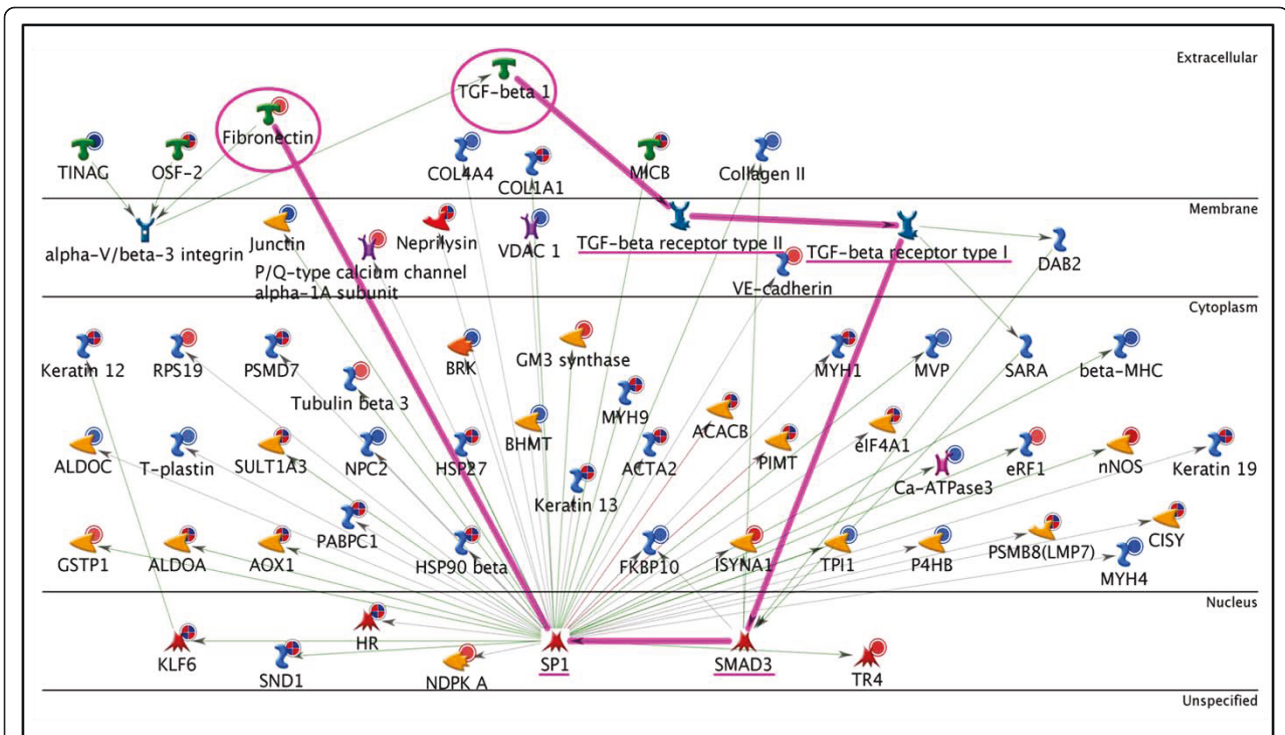 Extracellular
TGF-beta 1
Fibronectin
TINAG
OSF-2
COL4A4
COL1A1
MICB
Collagen II
Membrane
alpha-V/beta-3 integrin
Junctin
P/Q-type calcium channel
alpha-1A subunit
Neprilysin
VDAC 1
TGF-beta receptor type II
TGF-beta receptor type I
VE-cadherin
DAB2
Cytoplasm
Keratin 12
RPS19
PSMD7
Tubulin beta 3
BRK
GM3 synthase
MYH9
MYH1
MVP
SARA
beta-MHC
ALDOC
T-plastin
SULT1A3
NPC2
HSP27
BHMT
Keratin 13
ACTA2
ACACB
PIMT
eIF4A1
Ca-ATPase3
eRF1
nNOS
Keratin 19
GSTP1
ALDOA
AOX1
PABPC1
HSP90 beta
FKBP10
ISYNA1
TPI1
P4HB
PSMB8(LMP7)
CISY
MYH4
Nucleus
KLF6
HR
SND1
NDPK A
SP1
SMAD3
TR4
Unspecified